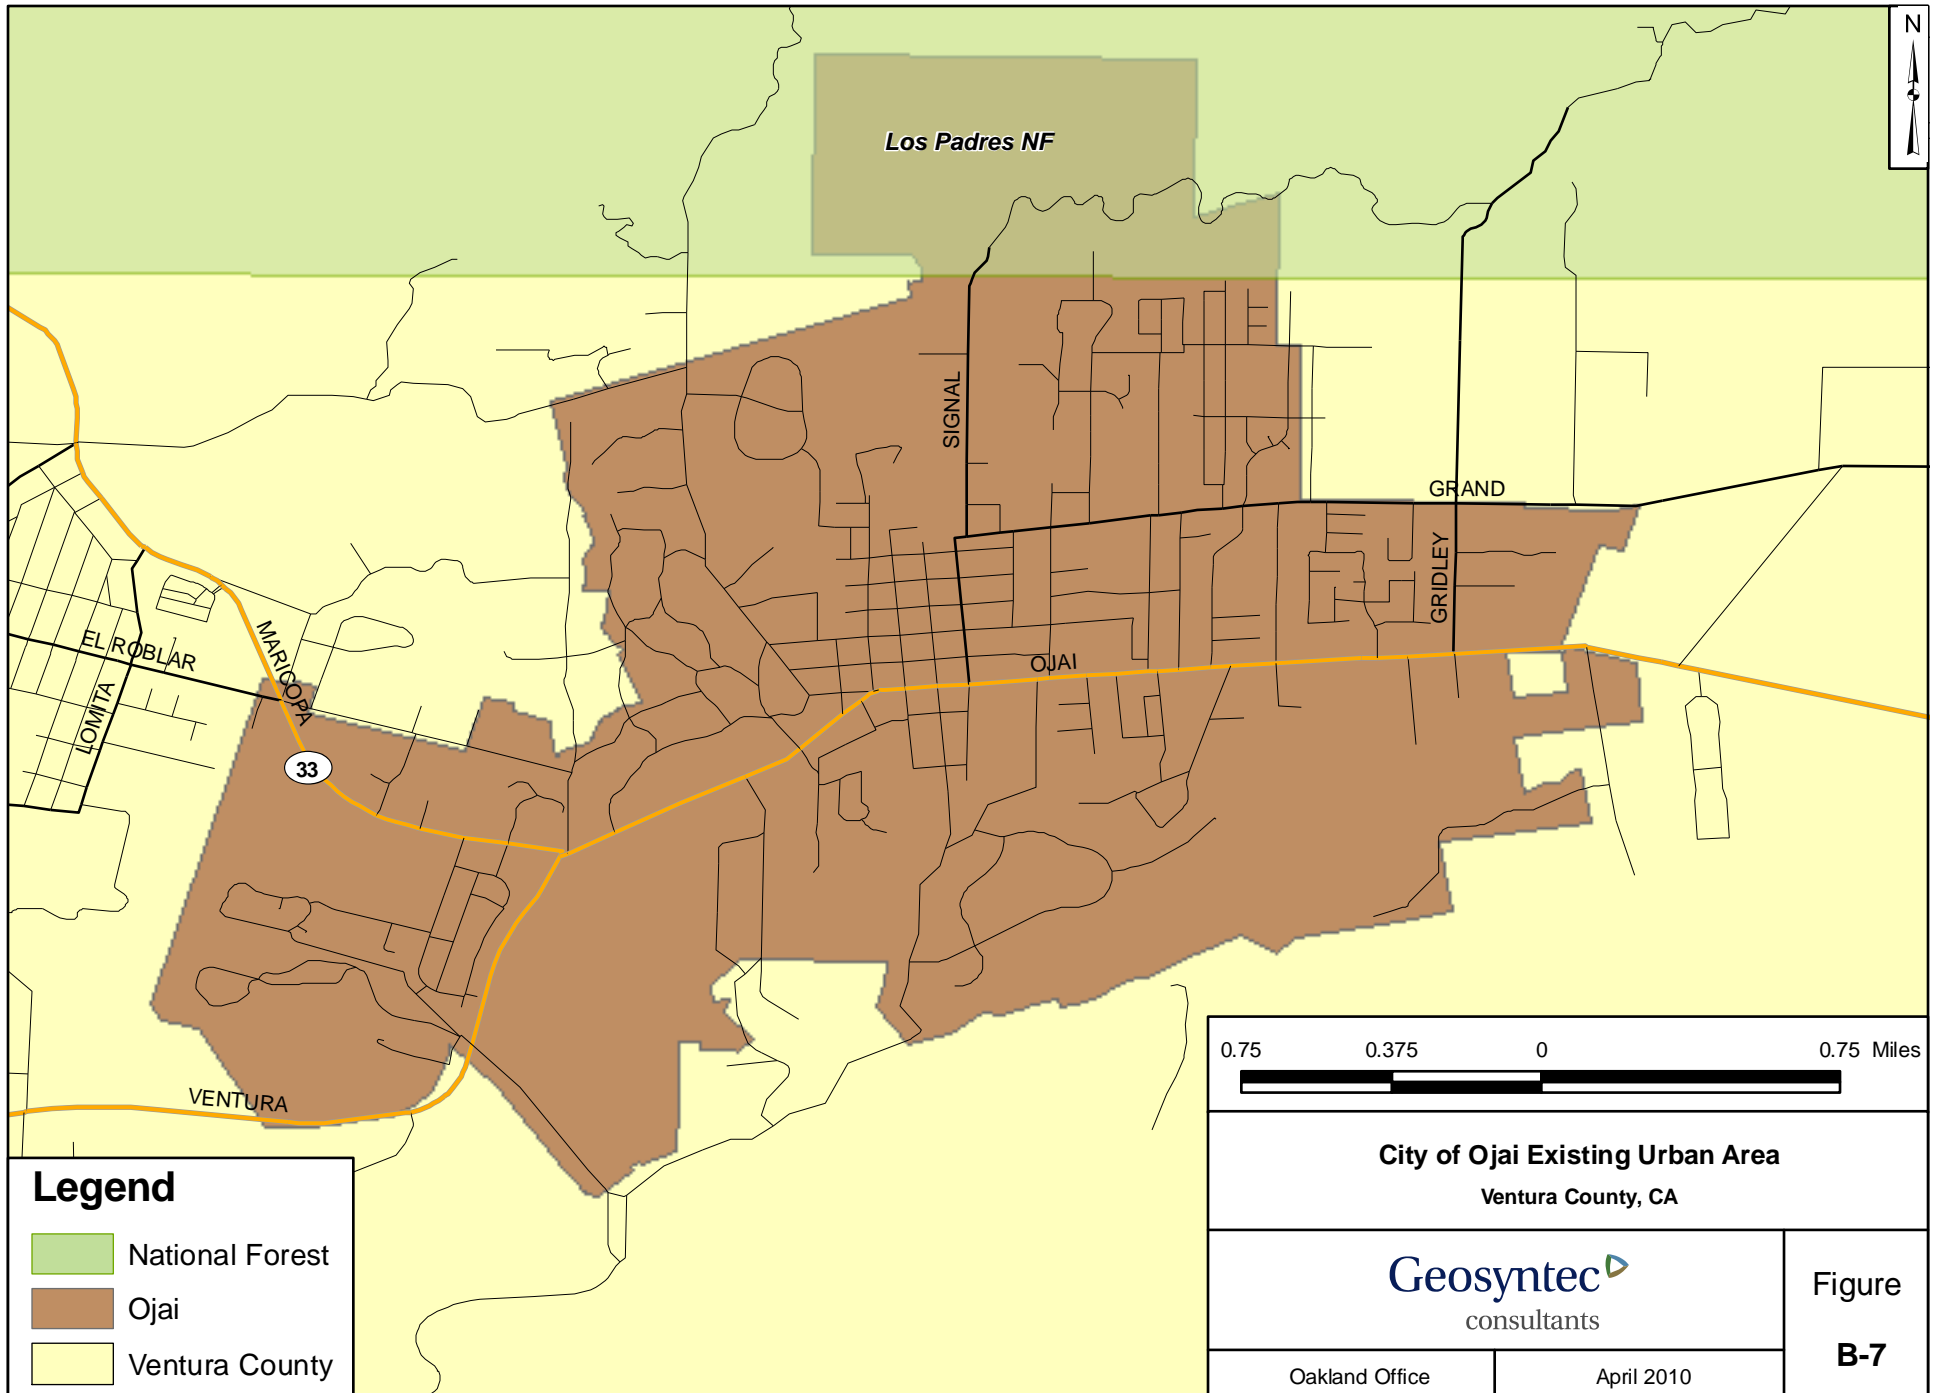 N
Los Padres NF
SIGNAL
GRAND
GRIDLEY
OJAI
MARICOPA
EL ROBLAR
LOMITA
33
VENTURA
0.75 0.375 0 0.75 Miles
City of Ojai Existing Urban Area
Ventura County, CA
Geosyntec
consultants
Figure
B-7
Oakland Office
April 2010
Legend
National Forest
Ojai
Ventura County